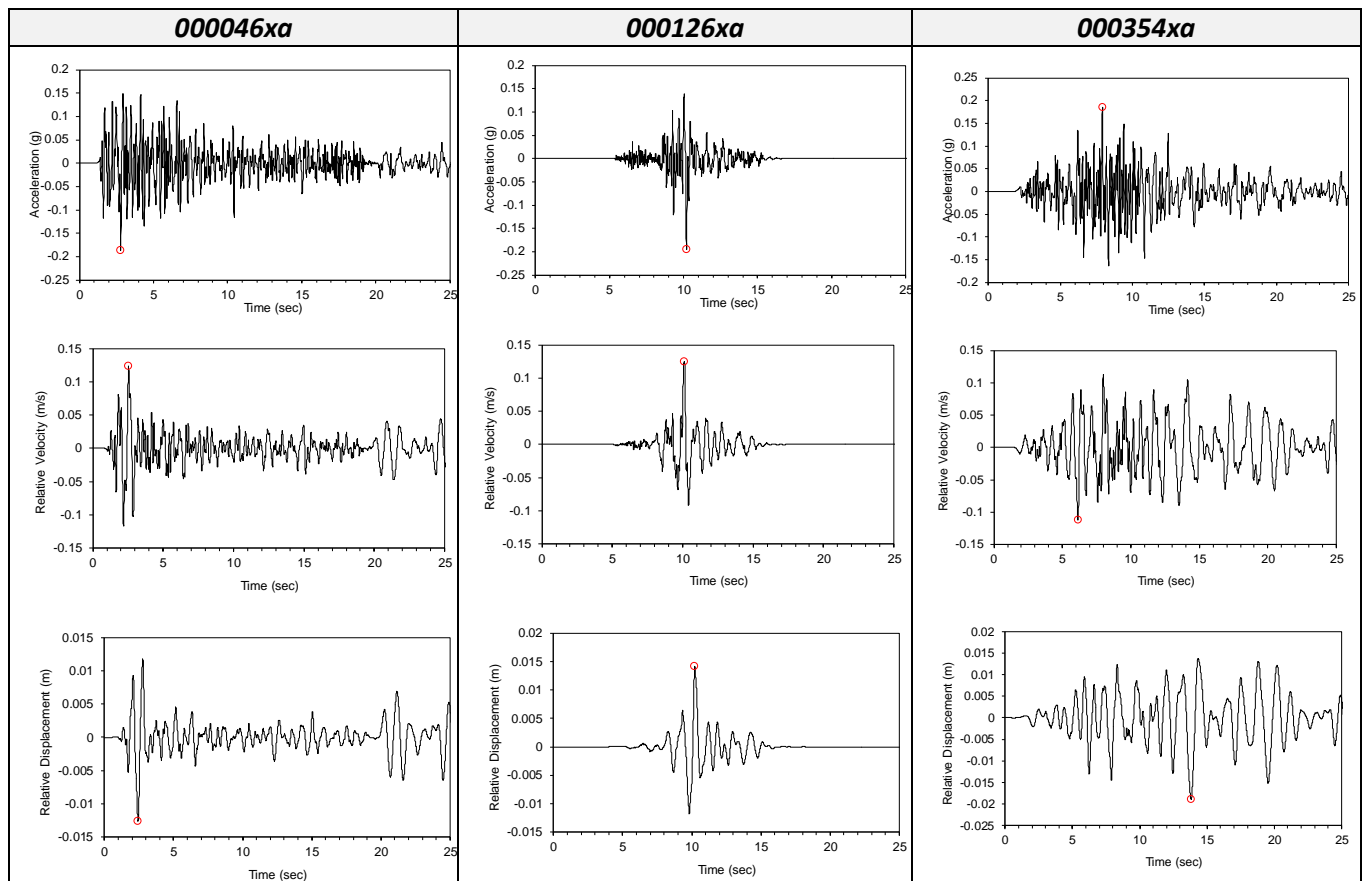 000046xa 000126xa 000354xa
Acceleration (g)
0.2
0.15
0.1
0.05
0
-0.05
-0.1
-0.15
-0.2
-0.25
0 5 10 15 20 25
Time (sec)
Acceleration (g)
0.2
0.15
0.1
0.05
0
-0.05
-0.1
-0.15
-0.2
-0.25
0 5 10 15 20 25
Time (sec)
Acceleration (g)
0.25
0.2
0.15
0.1
0.05
0
-0.05
-0.1
-0.15
-0.2
0 5 10 15 20 25
Time (sec)
Relative Velocity (m/s)
0.15
0.1
0.05
0
-0.05
-0.1
-0.15
0 5 10 15 20 25
Time (sec)
Relative Velocity (m/s)
0.15
0.1
0.05
0
-0.05
-0.1
-0.15
0 5 10 15 20 25
Time (sec)
Relative Velocity (m/s)
0.15
0.1
0.05
0
-0.05
-0.1
-0.15
0 5 10 15 20 25
Time (sec)
Relative Displacement (m)
0.015
0.01
0.005
0
-0.005
-0.01
-0.015
0 5 10 15 20 25
Time (sec)
Relative Displacement (m)
0.02
0.015
0.01
0.005
0
-0.005
-0.01
-0.015
0 5 10 15 20 25
Time (sec)
Relative Displacement (m)
0.02
0.015
0.01
0.005
0
-0.005
-0.01
-0.015
-0.02
-0.025
0 5 10 15 20 25
Time (sec)